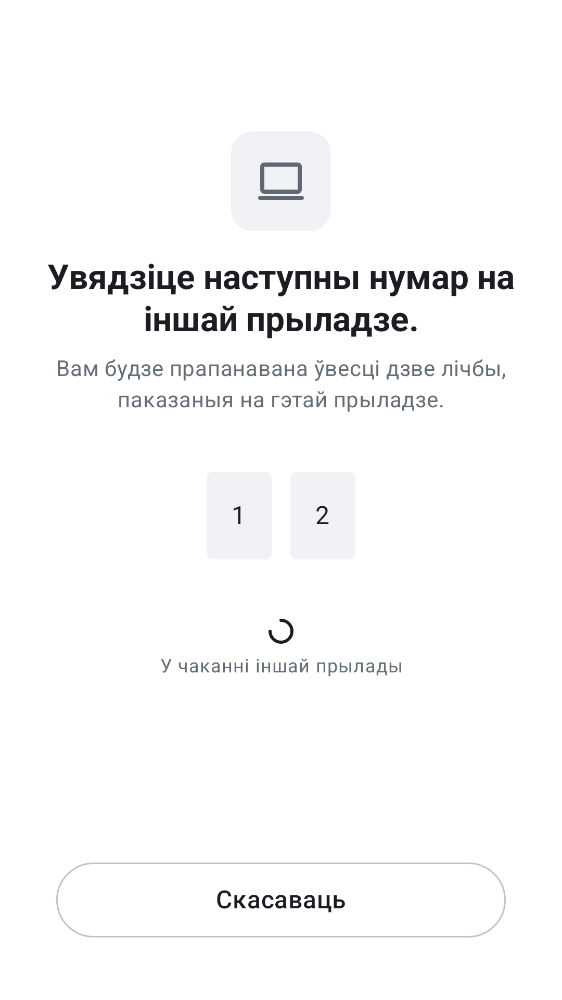 Увядзіце наступны нумар на
іншай прыладзе.
Вам будзе прапанавана ўвесці дзве лічбы,
паказаныя на гэтай прыладзе.
1 2
У чаканні іншай прылады
Скасаваць